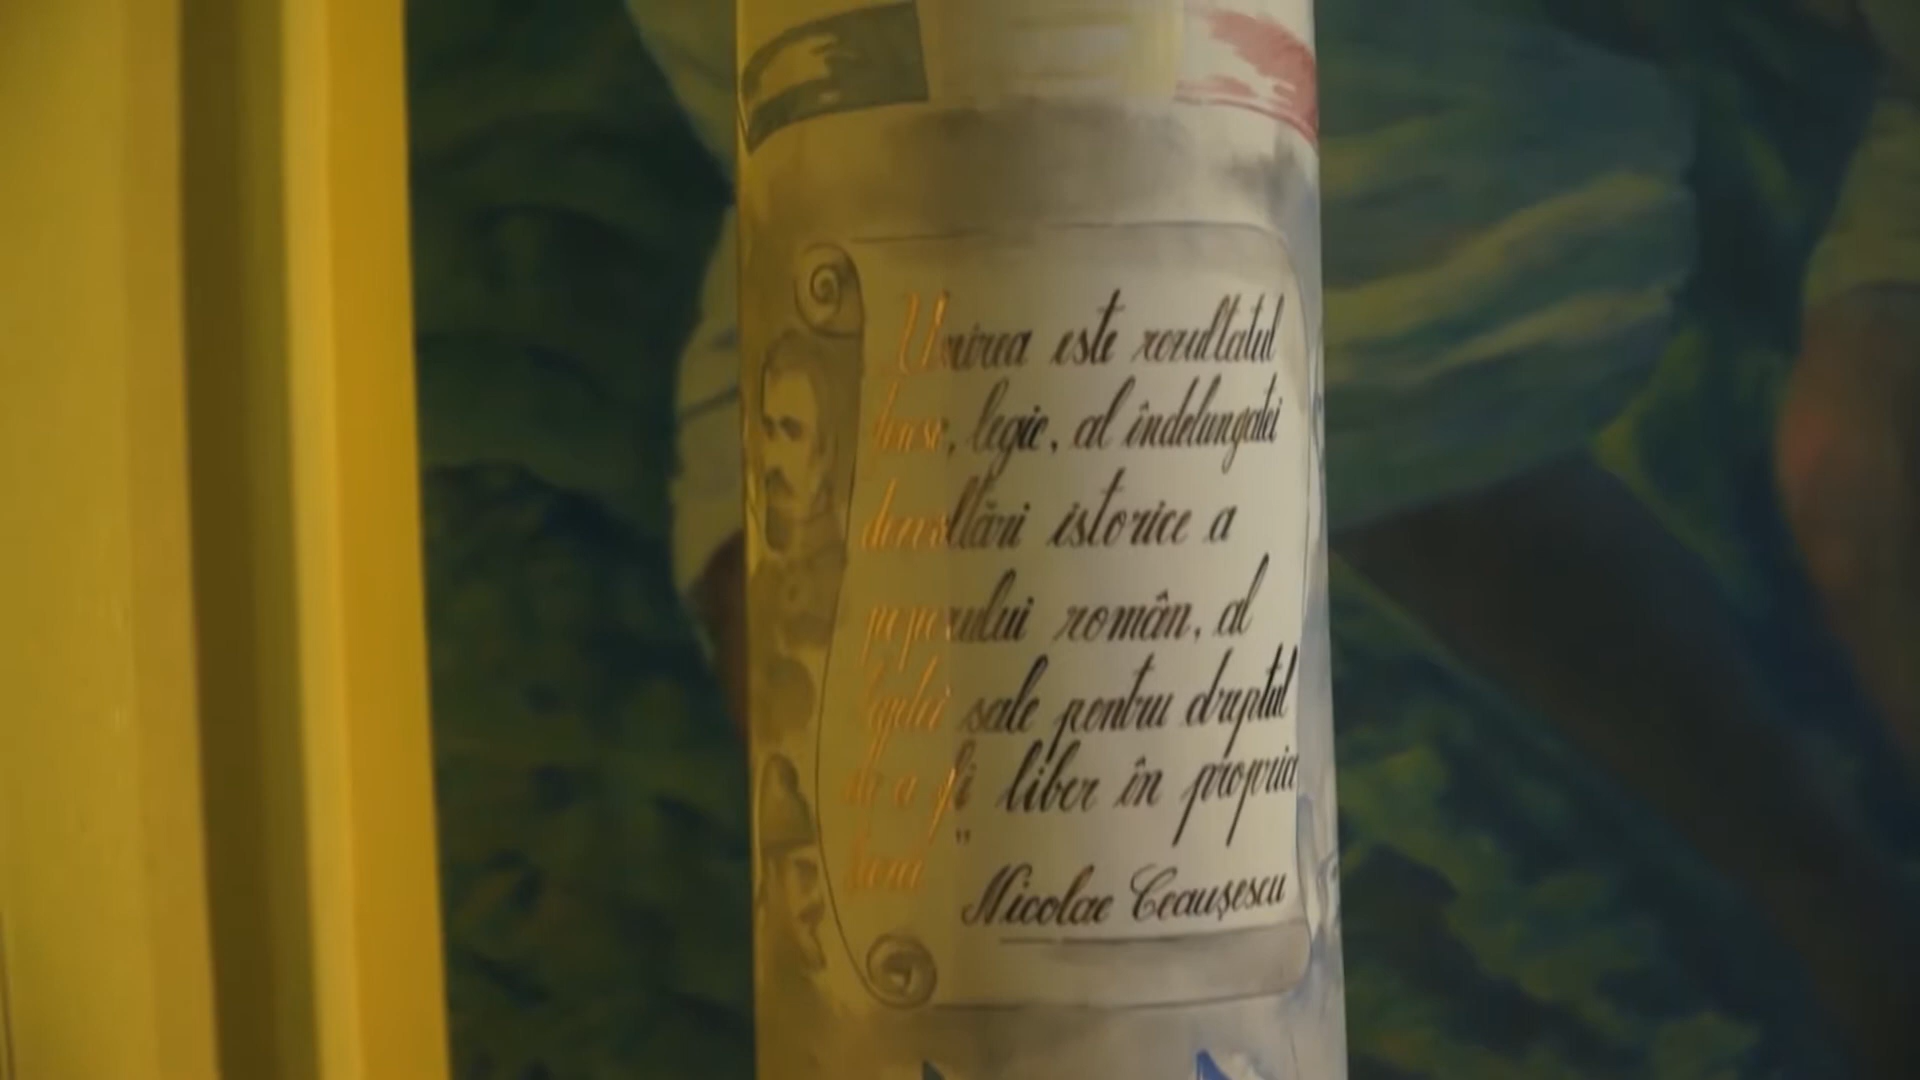 Unirea este rezultatul
firesc, legic, al îndelungatei
dezvoltări istorice a
poporului român, al
luptei sale pentru dreptul
de a fi liber în propria
țară "
Nicolae Ceaușescu